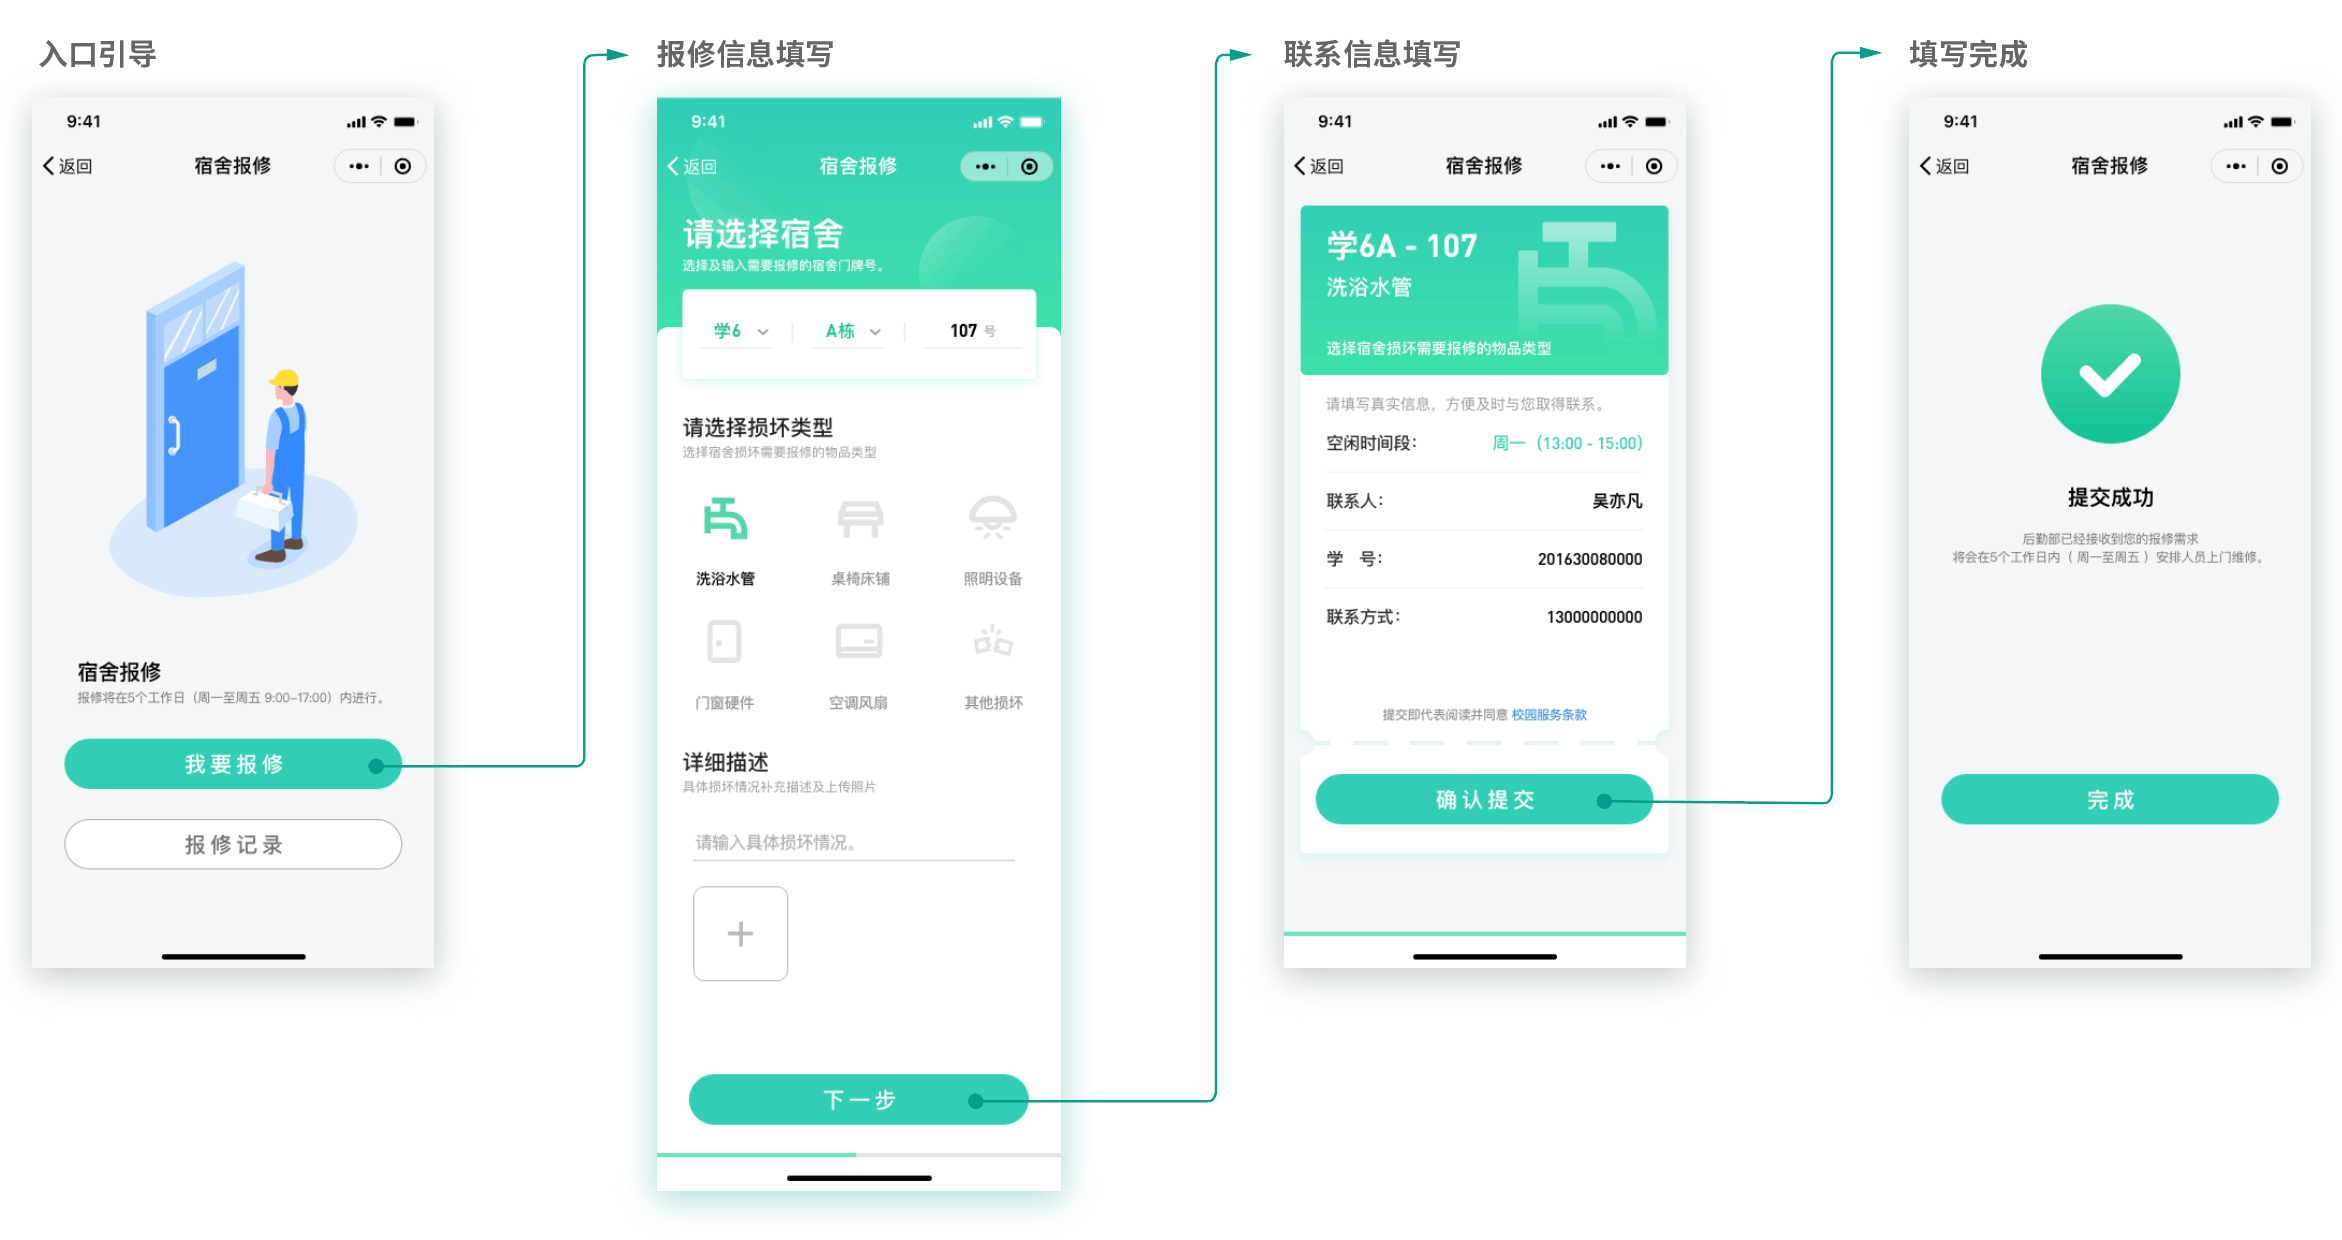 入口引导
9:41
返回
宿舍报修
宿舍报修
报修将在5个工作日（周一至周五 9:00-17:00）内进行。
我要报修
报修记录
报修信息填写
9:41
返回
宿舍报修
请选择宿舍
选择及输入需要报修的宿舍门牌号。
学6 A栋 107 号
请选择损坏类型
选择宿舍损坏需要报修的物品类型
洗浴水管 桌椅床铺 照明设备
门窗硬件 空调风扇 其他损坏
详细描述
具体损坏情况补充描述及上传照片
请输入具体损坏情况。
下一步
联系信息填写
9:41
返回
宿舍报修
学6A - 107
洗浴水管
选择宿舍损坏需要报修的物品类型
请填写真实信息，方便及时与您取得联系。
空闲时间段： 周一（13:00 - 15:00）
联系人： 吴亦凡
学 号： 201630080000
联系方式： 13000000000
提交即代表阅读并同意 校园服务条款
确认提交
填写完成
9:41
返回
宿舍报修
提交成功
后勤部已经接收到您的报修需求
将会在5个工作日内（ 周一至周五 ）安排人员上门维修。
完成